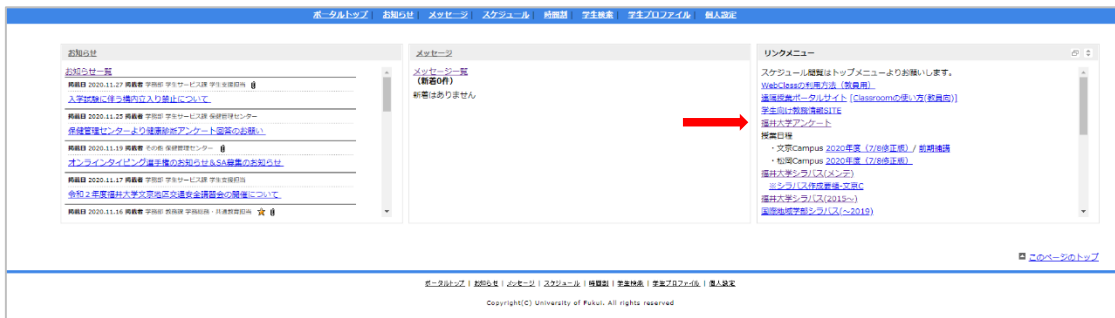 ポータルトップ | お知らせ | メッセージ | スケジュール | 時間割 | 学生検索 | 学生プロファイル | 個人設定
お知らせ
お知らせ一覧
掲載日 2020.11.27 掲載者 学務部 学生サービス課 学生支援担当
入学試験に伴う構内立入り禁止について
掲載日 2020.11.25 掲載者 学務部 学生サービス課 保健管理センター
保健管理センターより健康診断アンケート回答のお願い
掲載日 2020.11.19 掲載者 その他 保健管理センター
オンラインタイピング選手権のお知らせ&SA募集のお知らせ
掲載日 2020.11.17 掲載者 学務部 学生サービス課 学生支援担当
令和２年度福井大学文京地区交通安全講習会の開催について
掲載日 2020.11.16 掲載者 学務部 教務課 学務総務・共通教育担当
メッセージ
メッセージ一覧
(新着0件)
新着はありません
リンクメニュー
スケジュール閲覧はトップメニューよりお願いします。
WebClassの利用方法（教員用）
遠隔授業ポータルサイト [Classroomの使い方(教員向)]
学生向け教務情報SITE
福井大学アンケート
授業日程
・文京Campus 2020年度（7/8修正版）/ 前期補講
・松岡Campus 2020年度（7/8修正版）
福井大学シラバス(メンテ)
※シラバス作成要領-文京C
福井大学シラバス(2015～)
国際地域学部シラバス(～2019)
このページのトップ
ポータルトップ | お知らせ | メッセージ | スケジュール | 時間割 | 学生検索 | 学生プロファイル | 個人設定
Copyright(C) University of Fukui. All rights reserved